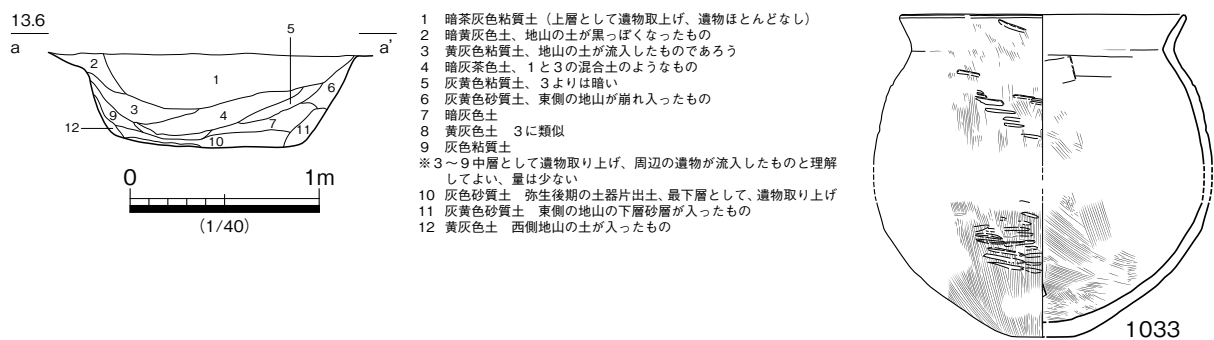 13.6
a a'
5
2 1 6
3 4
9 7 11
12 10
0 1m
(1/40)
1 暗茶灰色粘質土（上層として遺物取上げ、遺物ほとんどなし）
2 暗黄灰色土、地山の土が黒っぽくなったもの
3 黄灰色粘質土、地山の土が流入したものであろう
4 暗灰茶色土、１と３の混合土のようなもの
5 灰黄色粘質土、３よりは暗い
6 灰黄色砂質土、東側の地山が崩れ入ったもの
7 暗灰色土
8 黄灰色土　３に類似
9 灰色粘質土
※３～９中層として遺物取り上げ、周辺の遺物が流入したものと理解
してよい、量は少ない
10 灰色砂質土　弥生後期の土器片出土、最下層として、遺物取り上げ
11 灰黄色砂質土　東側の地山の下層砂層が入ったもの
12 黄灰色土　西側地山の土が入ったもの
1033